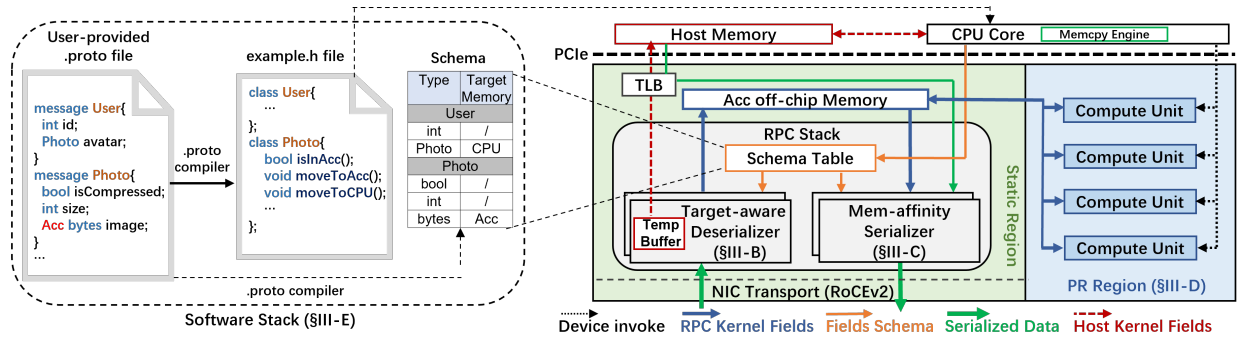 User-provided
.proto file
message User{
int id;
Photo avatar;
}
message Photo{
bool isCompressed;
int size;
Acc bytes image;
}
...
.proto
compiler
example.h file
class User{
...
};
class Photo{
bool isInAcc();
void moveToAcc();
void moveToCPU();
...
};
Schema
Type Target Memory
User
int /
Photo CPU
Photo
bool /
int /
bytes Acc
.proto compiler
Software Stack (§III-E)
Host Memory
CPU Core
Memcpy Engine
PCIe
TLB
Acc off-chip Memory
RPC Stack
Schema Table
Temp
Buffer
Target-aware
Deserializer
(§III-B)
Mem-affinity
Serializer
(§III-C)
Static Region
NIC Transport (RoCEv2)
Compute Unit
Compute Unit
Compute Unit
Compute Unit
PR Region (§III-D)
Device invoke
RPC Kernel Fields
Fields Schema
Serialized Data
Host Kernel Fields